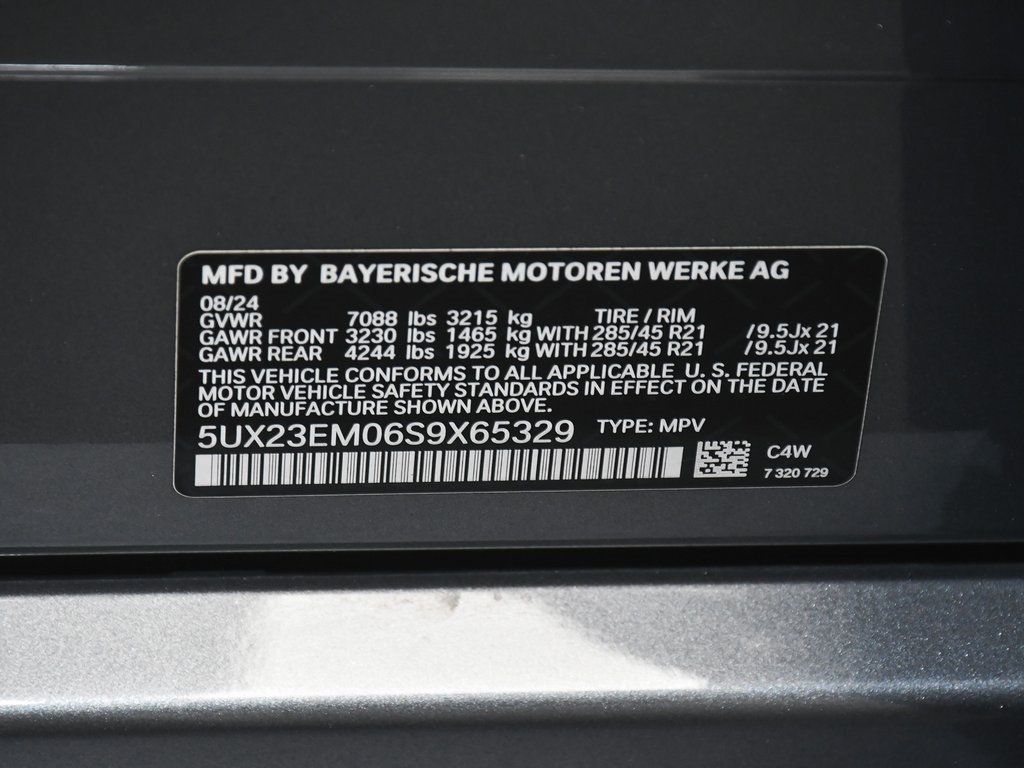 MFD BY BAYERISCHE MOTOREN WERKE AG
08/24
GVWR 7088 lbs 3215 kg TIRE / RIM
GAWR FRONT 3230 lbs 1465 kg WITH 285/45 R21 /9.5Jx 21
GAWR REAR 4244 lbs 1925 kg WITH 285/45 R21 /9.5Jx 21
THIS VEHICLE CONFORMS TO ALL APPLICABLE U. S. FEDERAL
MOTOR VEHICLE SAFETY STANDARDS IN EFFECT ON THE DATE
OF MANUFACTURE SHOWN ABOVE.
5UX23EM06S9X65329 TYPE: MPV
C4W
7 320 729